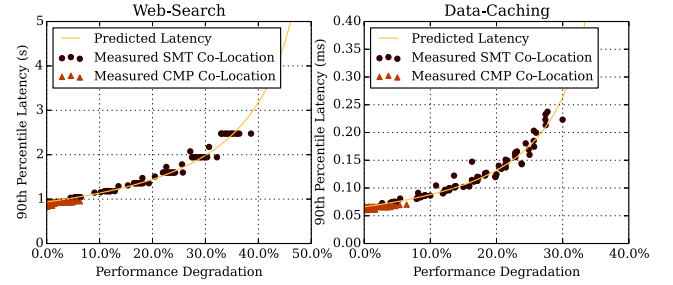 Web-Search
90th Percentile Latency (s)
5
4
3
2
1
0
Predicted Latency
Measured SMT Co-Location
Measured CMP Co-Location
0.0% 10.0% 20.0% 30.0% 40.0% 50.0%
Performance Degradation
Data-Caching
90th Percentile Latency (ms)
0.40
0.35
0.30
0.25
0.20
0.15
0.10
0.05
0.00
Predicted Latency
Measured SMT Co-Location
Measured CMP Co-Location
0.0% 10.0% 20.0% 30.0% 40.0%
Performance Degradation